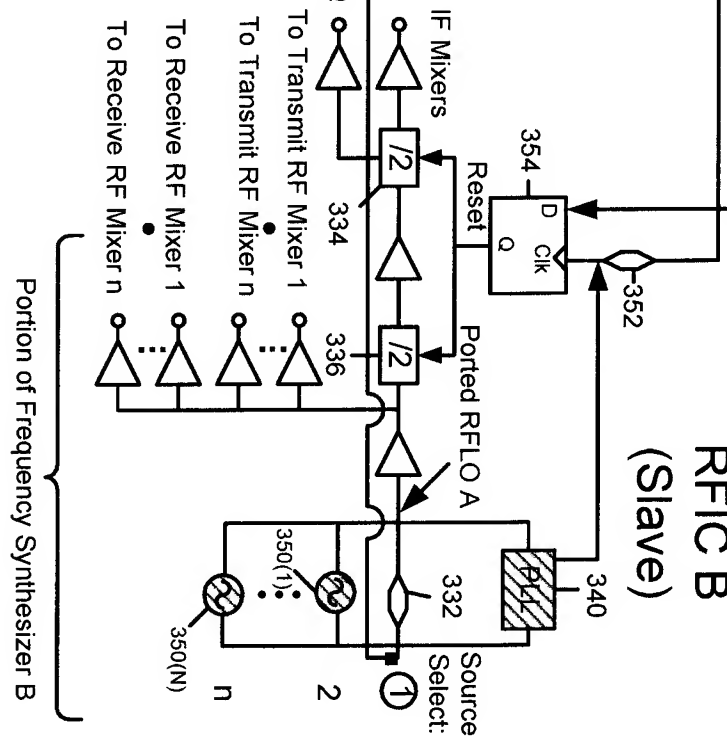 RFIC B
(Slave)
Source
Select:
1
2
n
332
340
PLL
350(1)
350(N)
Ported RFLO A
352
354
D
Clk
Q
Reset
/2
334
/2
336
IF Mixers
To Transmit RF Mixer 1
To Transmit RF Mixer n
To Receive RF Mixer 1
To Receive RF Mixer n
Portion of Frequency Synthesizer B